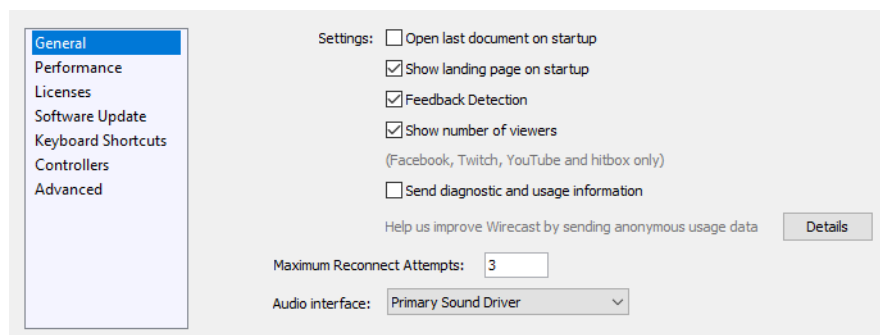 General
Performance
Licenses
Software Update
Keyboard Shortcuts
Controllers
Advanced
Settings:
Open last document on startup
Show landing page on startup
Feedback Detection
Show number of viewers
(Facebook, Twitch, YouTube and hitbox only)
Send diagnostic and usage information
Help us improve Wirecast by sending anonymous usage data
Details
Maximum Reconnect Attempts: 3
Audio interface: Primary Sound Driver